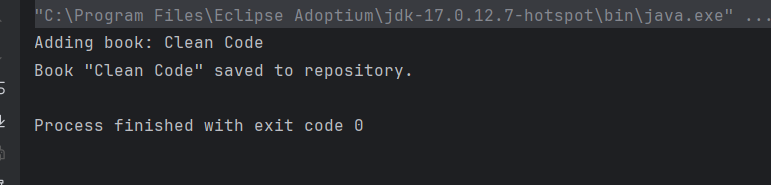 "C:\Program Files\Eclipse Adoptium\jdk-17.0.12.7-hotspot\bin\java.exe" ...
Adding book: Clean Code
Book "Clean Code" saved to repository.
Process finished with exit code 0